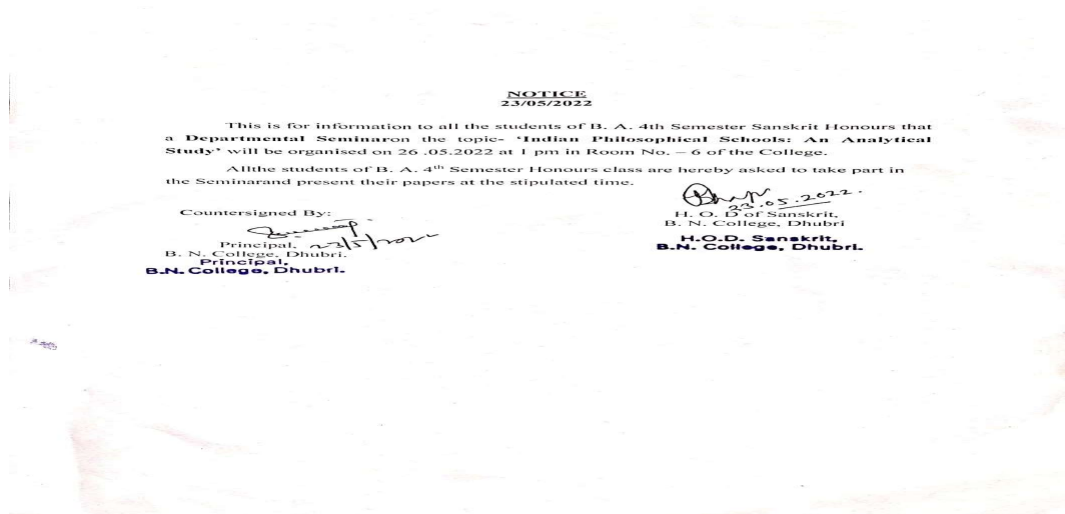 NOTICE
23/05/2022
This is for information to all the students of B. A. 4th Semester Sanskrit Honours that
a Departmental Seminaron the topic- ‘Indian Philosophical Schools: An Analytical
Study’ will be organised on 26 .05.2022 at 1 pm in Room No. – 6 of the College.
Allthe students of B. A. 4th Semester Honours class are hereby asked to take part in
the Seminarand present their papers at the stipulated time.
23.05.2022.
H. O. D of Sanskrit,
B. N. College, Dhubri
H.O.D. Sanskrit,
B. N. College, Dhubri.
Countersigned By:
23/5/2022
Principal,
B. N. College, Dhubri.
Principal,
B.N. College, Dhubri.